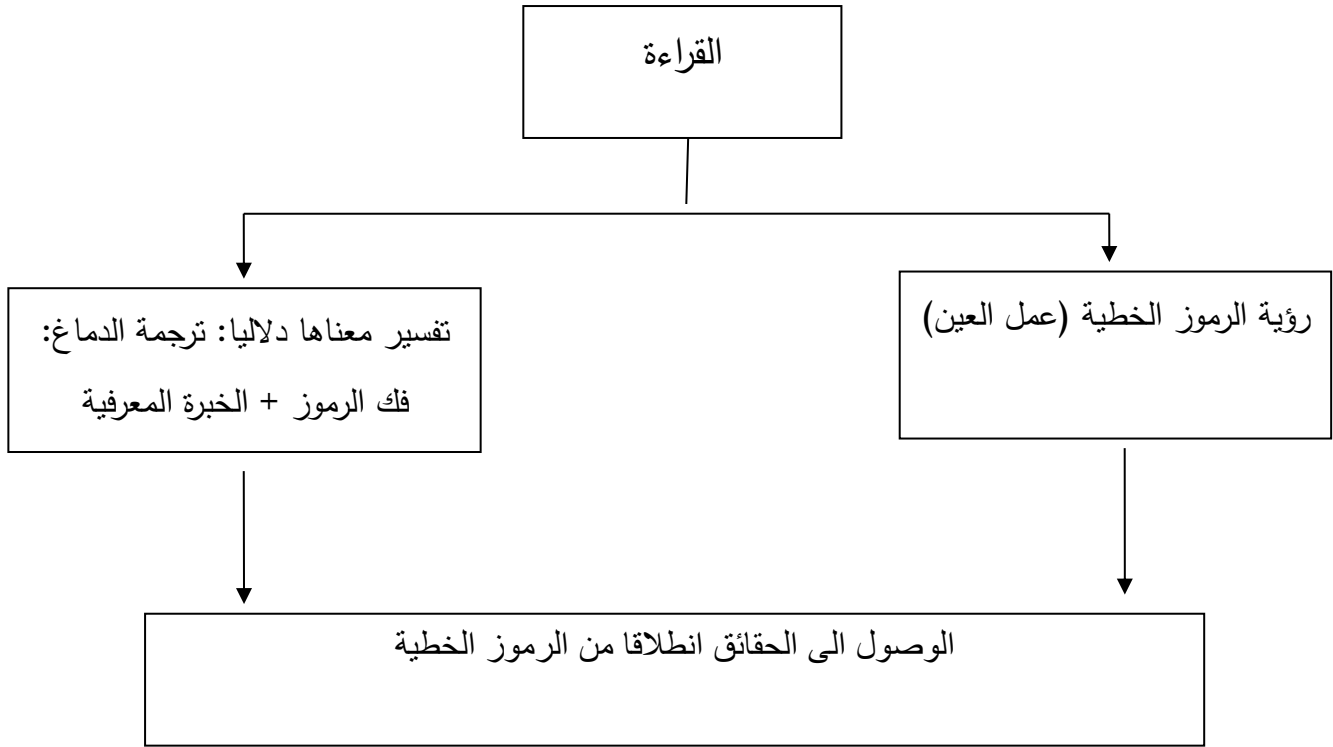 القراءة
رؤية الرموز الخطية (عمل العين)
تفسير معناها دلاليا: ترجمة الدماغ:
فك الرموز + الخبرة المعرفية
الوصول الى الحقائق انطلاقا من الرموز الخطية